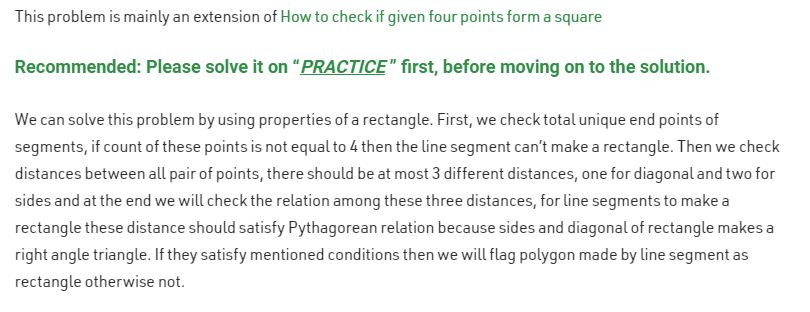 This problem is mainly an extension of How to check if given four points form a square
Recommended: Please solve it on “PRACTICE” first, before moving on to the solution.
We can solve this problem by using properties of a rectangle. First, we check total unique end points of
segments, if count of these points is not equal to 4 then the line segment can’t make a rectangle. Then we check
distances between all pair of points, there should be at most 3 different distances, one for diagonal and two for
sides and at the end we will check the relation among these three distances, for line segments to make a
rectangle these distance should satisfy Pythagorean relation because sides and diagonal of rectangle makes a
right angle triangle. If they satisfy mentioned conditions then we will flag polygon made by line segment as
rectangle otherwise not.